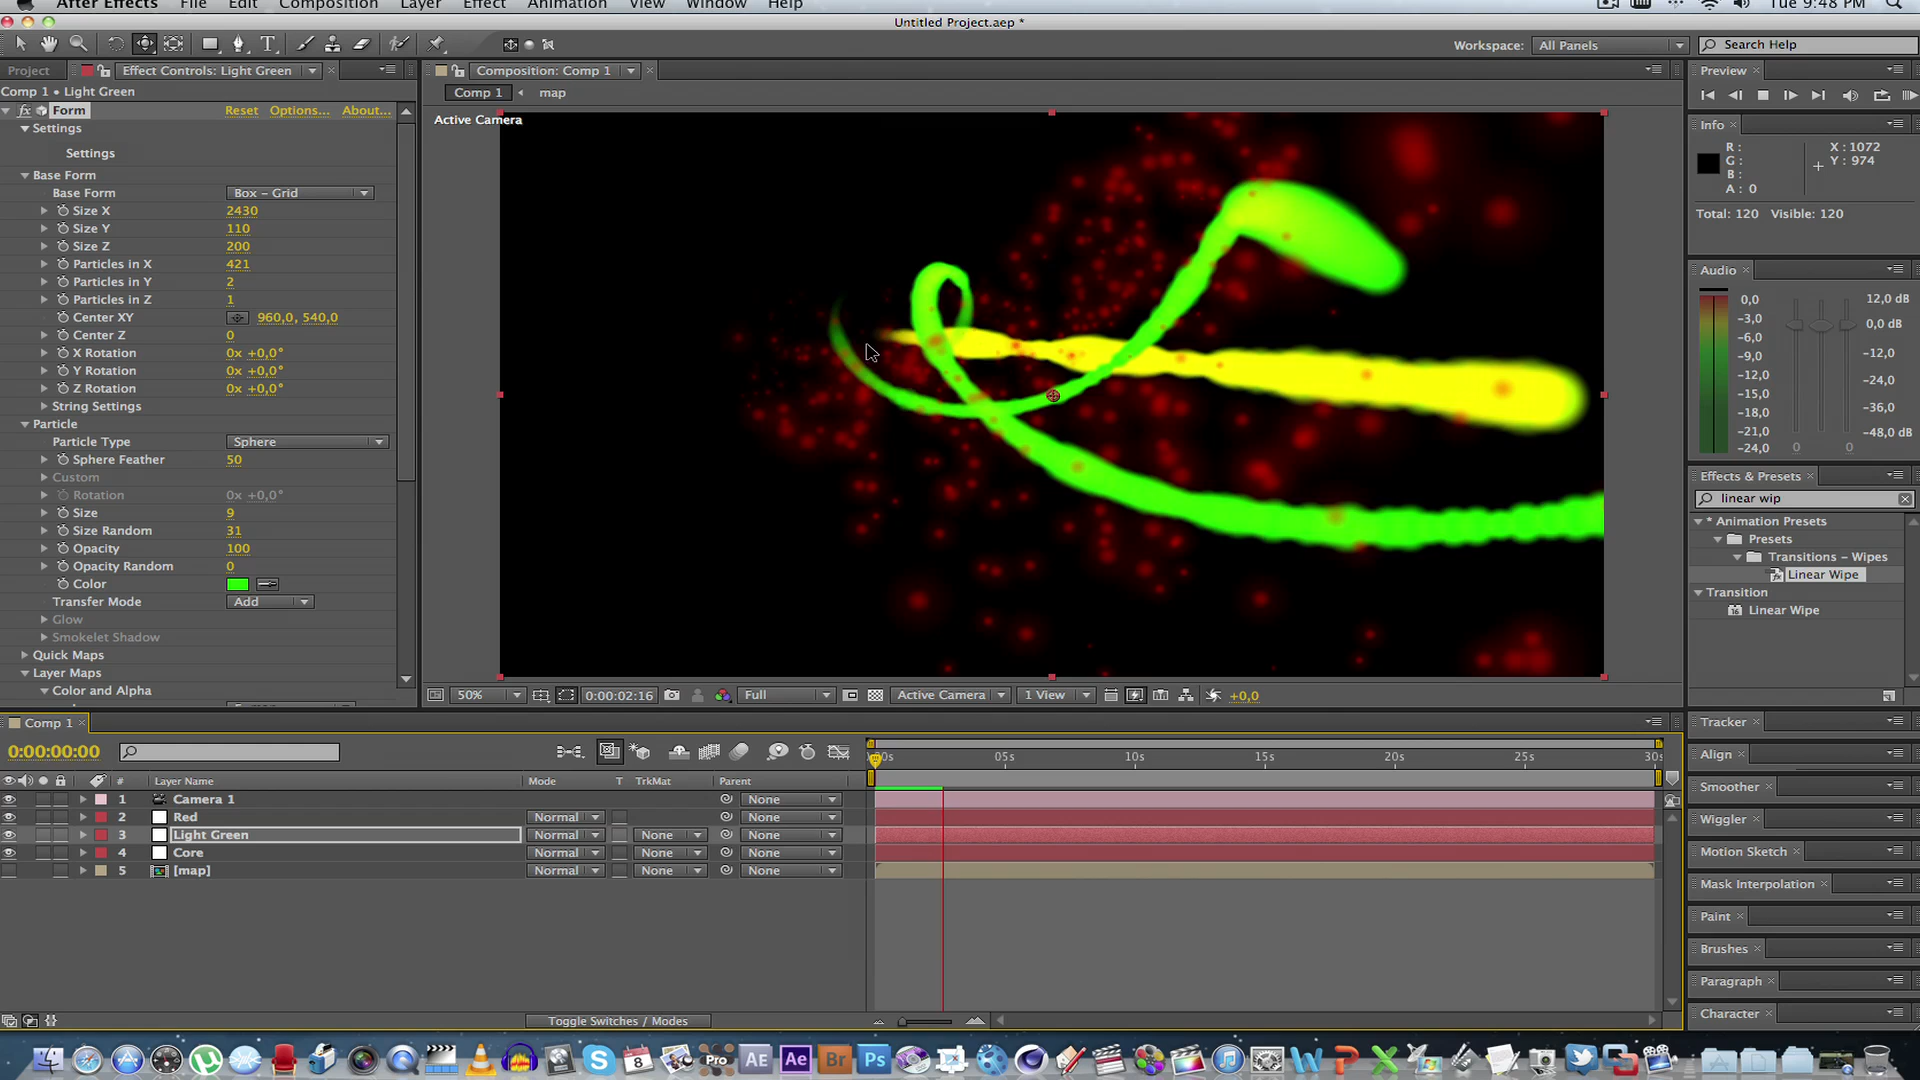 After Effects File Edit Composition Layer Effect Animation View Window Help Tue 9:48 PM
Untitled Project.aep *
Workspace: All Panels Search Help
Project Effect Controls: Light Green
Comp 1 • Light Green
Form Reset Options... About...
Settings
Settings
Base Form
Base Form Box – Grid
Size X 2430
Size Y 110
Size Z 200
Particles in X 421
Particles in Y 2
Particles in Z 1
Center XY 960,0, 540,0
Center Z 0
X Rotation 0x +0,0°
Y Rotation 0x +0,0°
Z Rotation 0x +0,0°
String Settings
Particle
Particle Type Sphere
Sphere Feather 50
Custom
Rotation 0x +0,0°
Size 9
Size Random 31
Opacity 100
Opacity Random 0
Color
Transfer Mode Add
Glow
Smokelet Shadow
Quick Maps
Layer Maps
Color and Alpha
Composition: Comp 1
Comp 1 map
Active Camera
50% 0:00:02:16 Full Active Camera 1 View +0,0
Preview
Info
R : X : 1072
G : Y : 974
B :
A : 0
Total: 120 Visible: 120
Audio
0,0 12,0 dB
-3,0 0,0 dB
-6,0
-9,0 -12,0
-12,0 -24,0
-15,0
-18,0 -36,0
-21,0 -48,0 dB
-24,0 0 0
Effects & Presets
linear wip
* Animation Presets
Presets
Transitions – Wipes
Linear Wipe
Transition
Linear Wipe
Tracker
Align
Smoother
Wiggler
Motion Sketch
Mask Interpolation
Paint
Brushes
Paragraph
Character
Comp 1
0:00:00:00
00s 05s 10s 15s 20s 25s 30s
# Layer Name Mode T TrkMat Parent
1 Camera 1 None
2 Red Normal None
3 Light Green Normal None None
4 Core Normal None None
5 [map] Normal None None
Toggle Switches / Modes
8 Pro AE Ae Br Ps